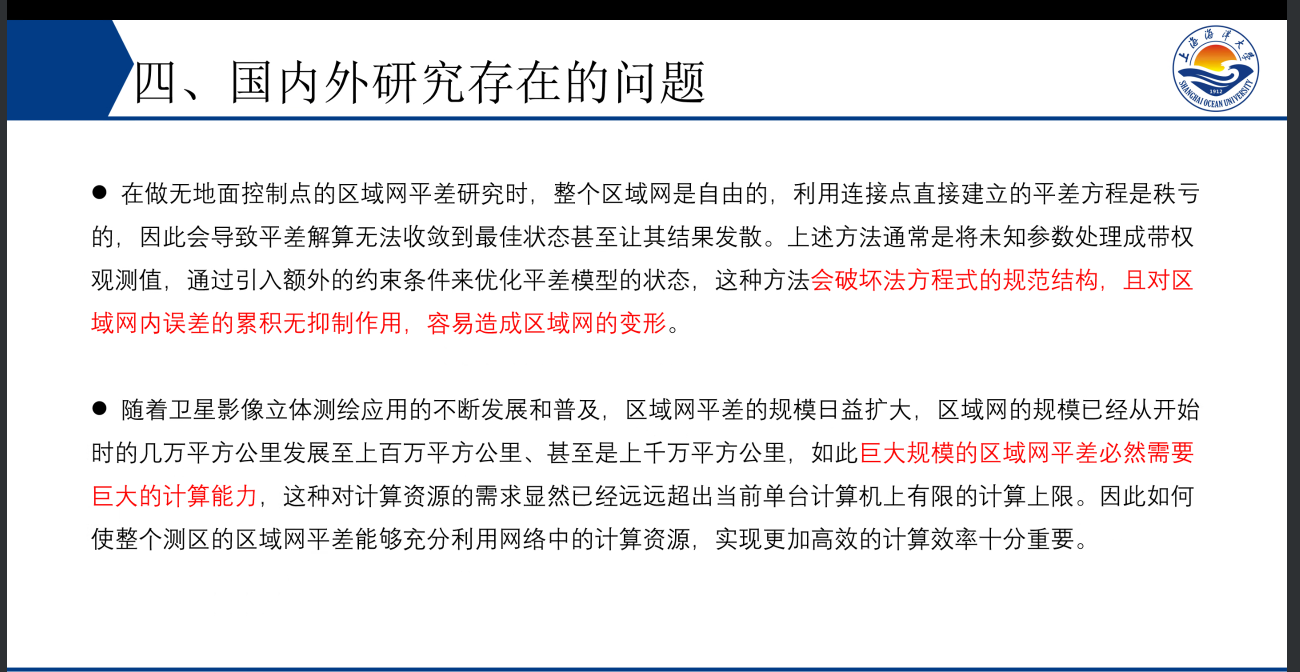 四、国内外研究存在的问题
上海海洋大学
1912
SHANGHAI OCEAN UNIVERSITY
● 在做无地面控制点的区域网平差研究时，整个区域网是自由的，利用连接点直接建立的平差方程是秩亏
的，因此会导致平差解算无法收敛到最佳状态甚至让其结果发散。上述方法通常是将未知参数处理成带权
观测值，通过引入额外的约束条件来优化平差模型的状态，这种方法会破坏法方程式的规范结构，且对区
域网内误差的累积无抑制作用，容易造成区域网的变形。
● 随着卫星影像立体测绘应用的不断发展和普及，区域网平差的规模日益扩大，区域网的规模已经从开始
时的几万平方公里发展至上百万平方公里、甚至是上千万平方公里，如此巨大规模的区域网平差必然需要
巨大的计算能力，这种对计算资源的需求显然已经远远超出当前单台计算机上有限的计算上限。因此如何
使整个测区的区域网平差能够充分利用网络中的计算资源，实现更加高效的计算效率十分重要。